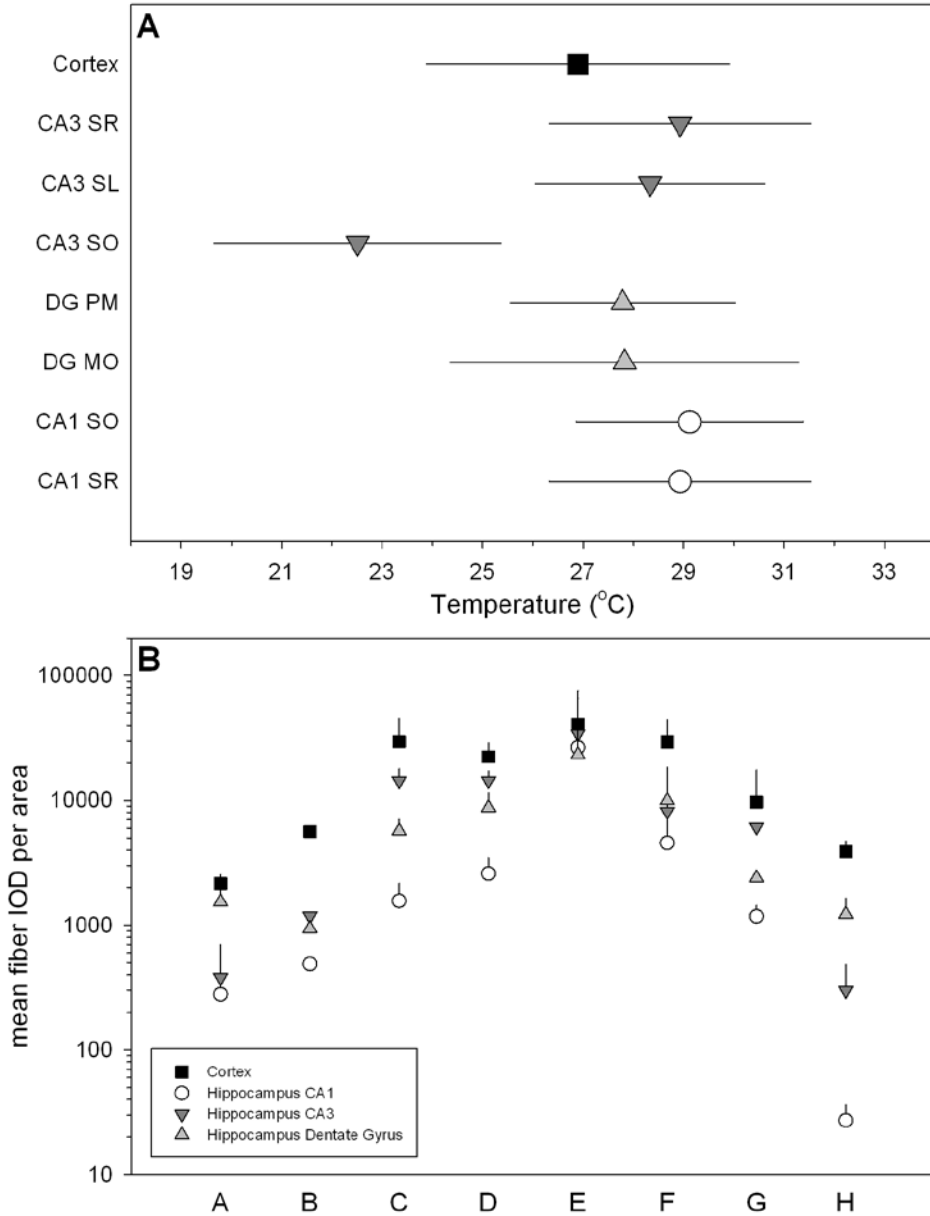 A
Cortex
CA3 SR
CA3 SL
CA3 SO
DG PM
DG MO
CA1 SO
CA1 SR
19 21 23 25 27 29 31 33
Temperature (°C)
B
100000
10000
1000
100
10
mean fiber IOD per area
Cortex
Hippocampus CA1
Hippocampus CA3
Hippocampus Dentate Gyrus
A B C D E F G H